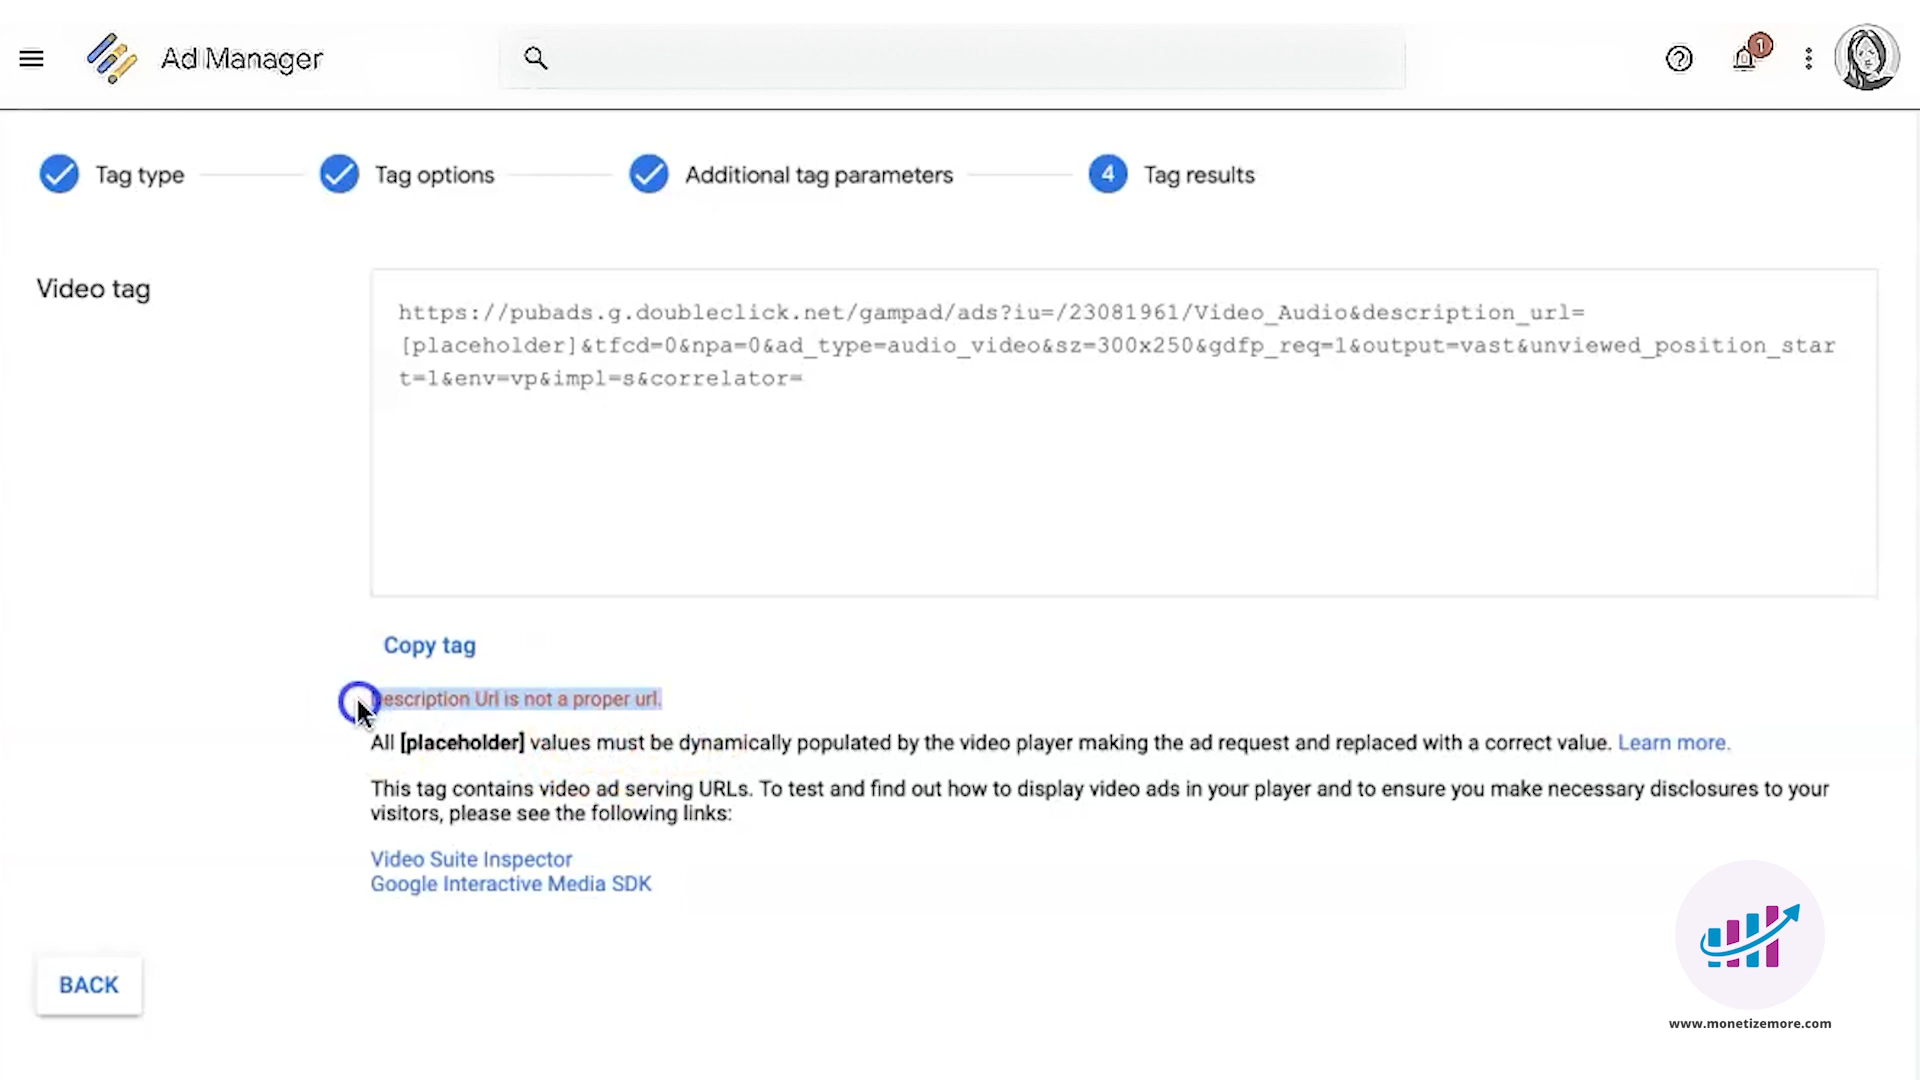 Ad Manager
1
Tag type
Tag options
Additional tag parameters
4
Tag results
Video tag
https://pubads.g.doubleclick.net/gampad/ads?iu=/23081961/Video_Audio&description_url=
[placeholder]&tfcd=0&npa=0&ad_type=audio_video&sz=300x250&gdfp_req=1&output=vast&unviewed_position_star
t=1&env=vp&impl=s&correlator=
Copy tag
escription Url is not a proper url.
All [placeholder] values must be dynamically populated by the video player making the ad request and replaced with a correct value. Learn more.
This tag contains video ad serving URLs. To test and find out how to display video ads in your player and to ensure you make necessary disclosures to your
visitors, please see the following links:
Video Suite Inspector
Google Interactive Media SDK
BACK
www.monetizemore.com